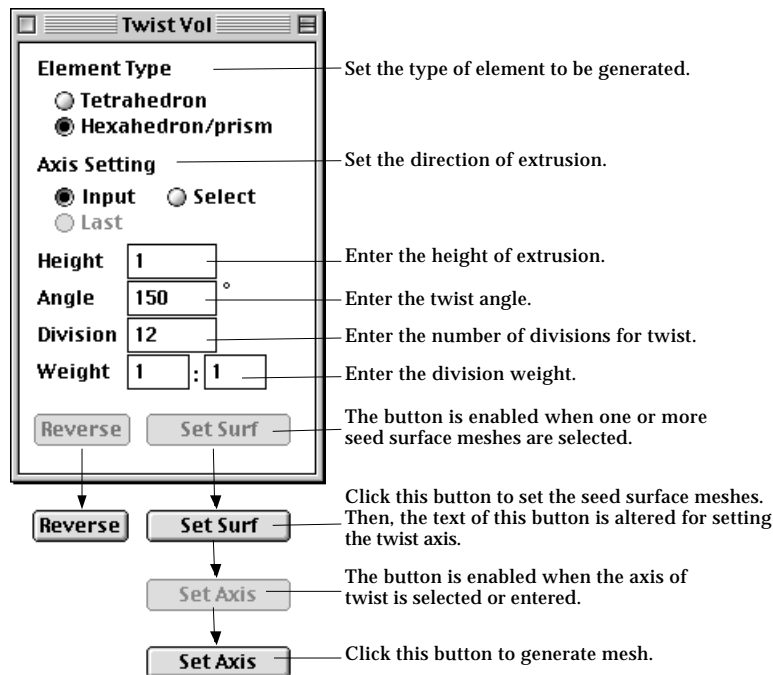 Twist Vol
Element Type
Set the type of element to be generated.
Tetrahedron
Hexahedron/prism
Axis Setting
Set the direction of extrusion.
Input Select
Last
Height 1
Enter the height of extrusion.
Angle 150 °
Enter the twist angle.
Division 12
Enter the number of divisions for twist.
Weight 1 : 1
Enter the division weight.
Reverse Set Surf
The button is enabled when one or more
seed surface meshes are selected.
Reverse Set Surf
Click this button to set the seed surface meshes.
Then, the text of this button is altered for setting
the twist axis.
Set Axis
The button is enabled when the axis of
twist is selected or entered.
Set Axis
Click this button to generate mesh.